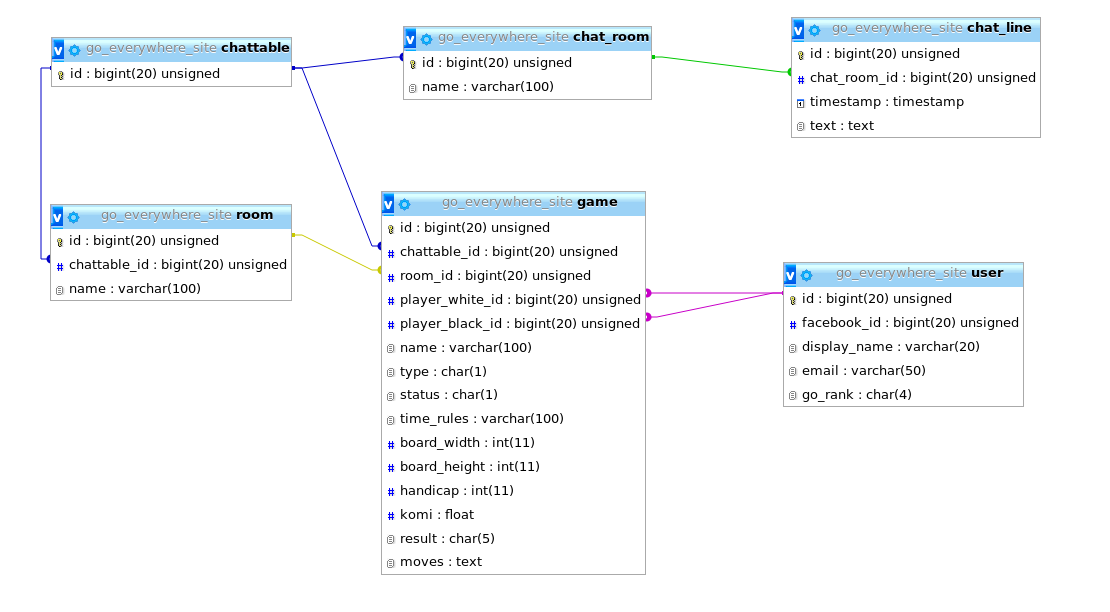 v go_everywhere_site chattable
id : bigint(20) unsigned
v go_everywhere_site chat_room
id : bigint(20) unsigned
name : varchar(100)
v go_everywhere_site chat_line
id : bigint(20) unsigned
# chat_room_id : bigint(20) unsigned
timestamp : timestamp
text : text
v go_everywhere_site room
id : bigint(20) unsigned
# chattable_id : bigint(20) unsigned
name : varchar(100)
v go_everywhere_site game
id : bigint(20) unsigned
# chattable_id : bigint(20) unsigned
# room_id : bigint(20) unsigned
# player_white_id : bigint(20) unsigned
# player_black_id : bigint(20) unsigned
name : varchar(100)
type : char(1)
status : char(1)
time_rules : varchar(100)
# board_width : int(11)
# board_height : int(11)
# handicap : int(11)
# komi : float
result : char(5)
moves : text
v go_everywhere_site user
id : bigint(20) unsigned
# facebook_id : bigint(20) unsigned
display_name : varchar(20)
email : varchar(50)
go_rank : char(4)